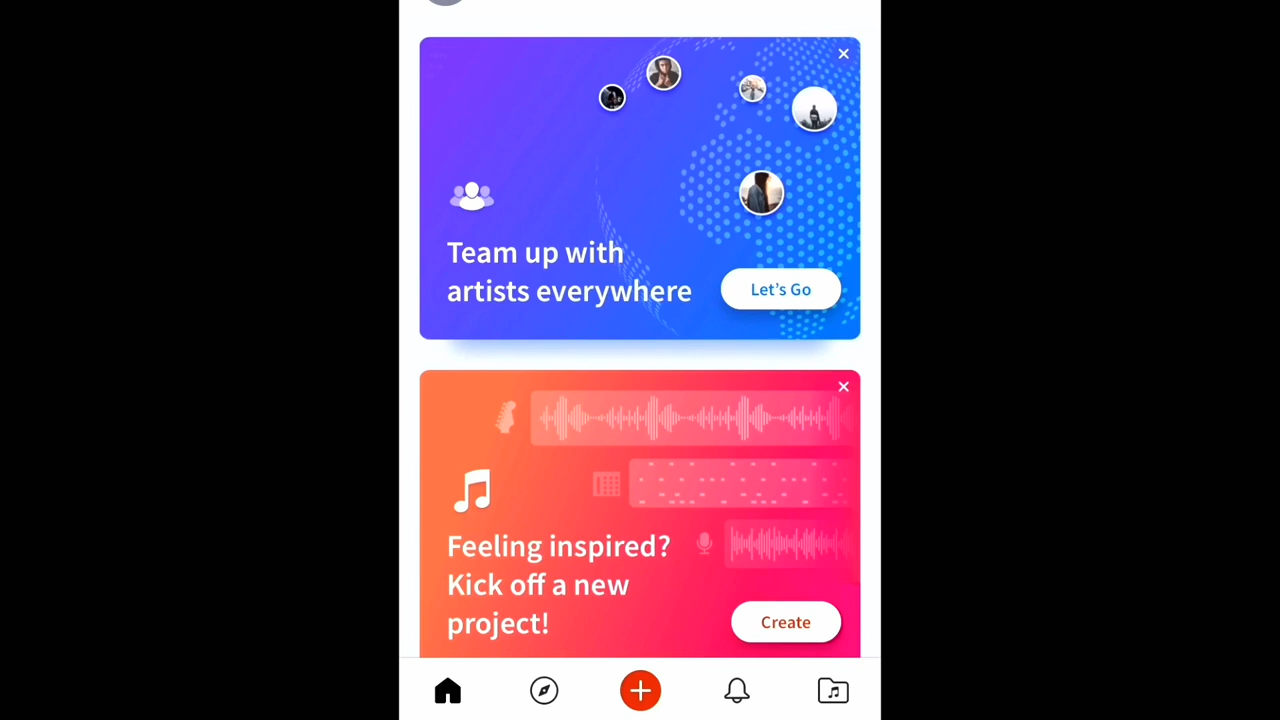 Team up with
artists everywhere
Let’s Go
Feeling inspired?
Kick off a new
project!
Create